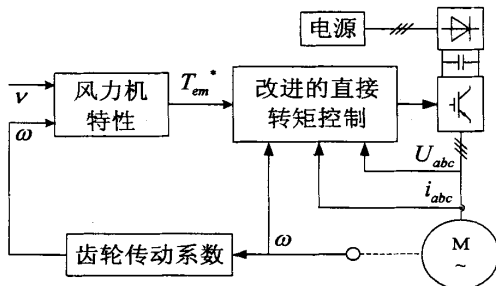 电源
v
ω
风力机
特性
T_em*
改进的直接
转矩控制
U_abc
i_abc
齿轮传动系数
ω
M
~